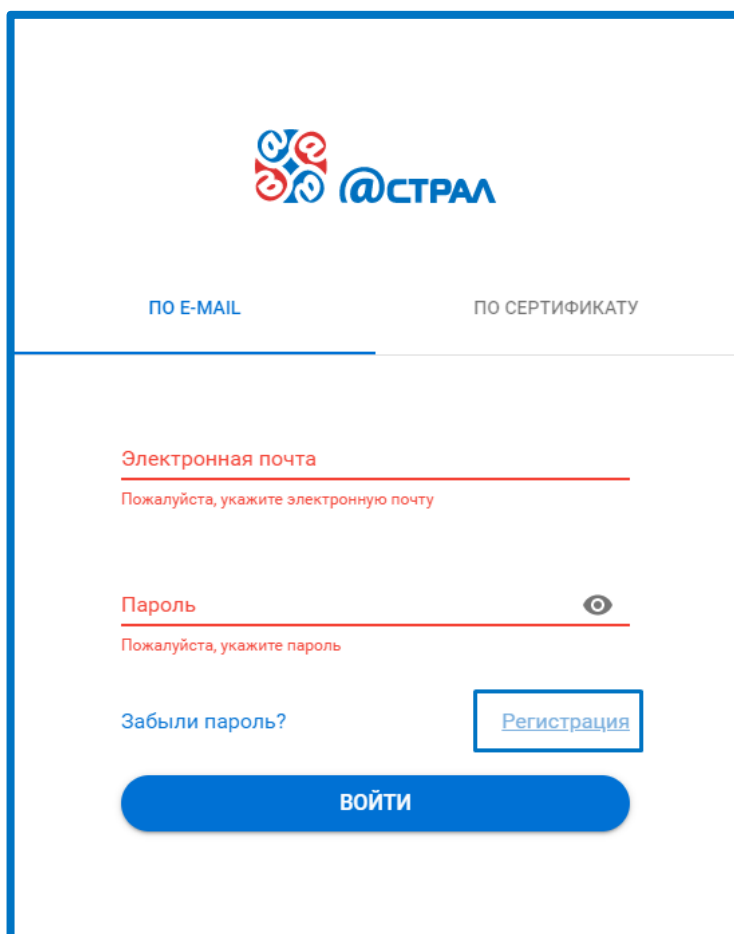 @СТРАЛ
ПО E-MAIL
ПО СЕРТИФИКАТУ
Электронная почта
Пожалуйста, укажите электронную почту
Пароль
Пожалуйста, укажите пароль
Забыли пароль?
Регистрация
ВОЙТИ